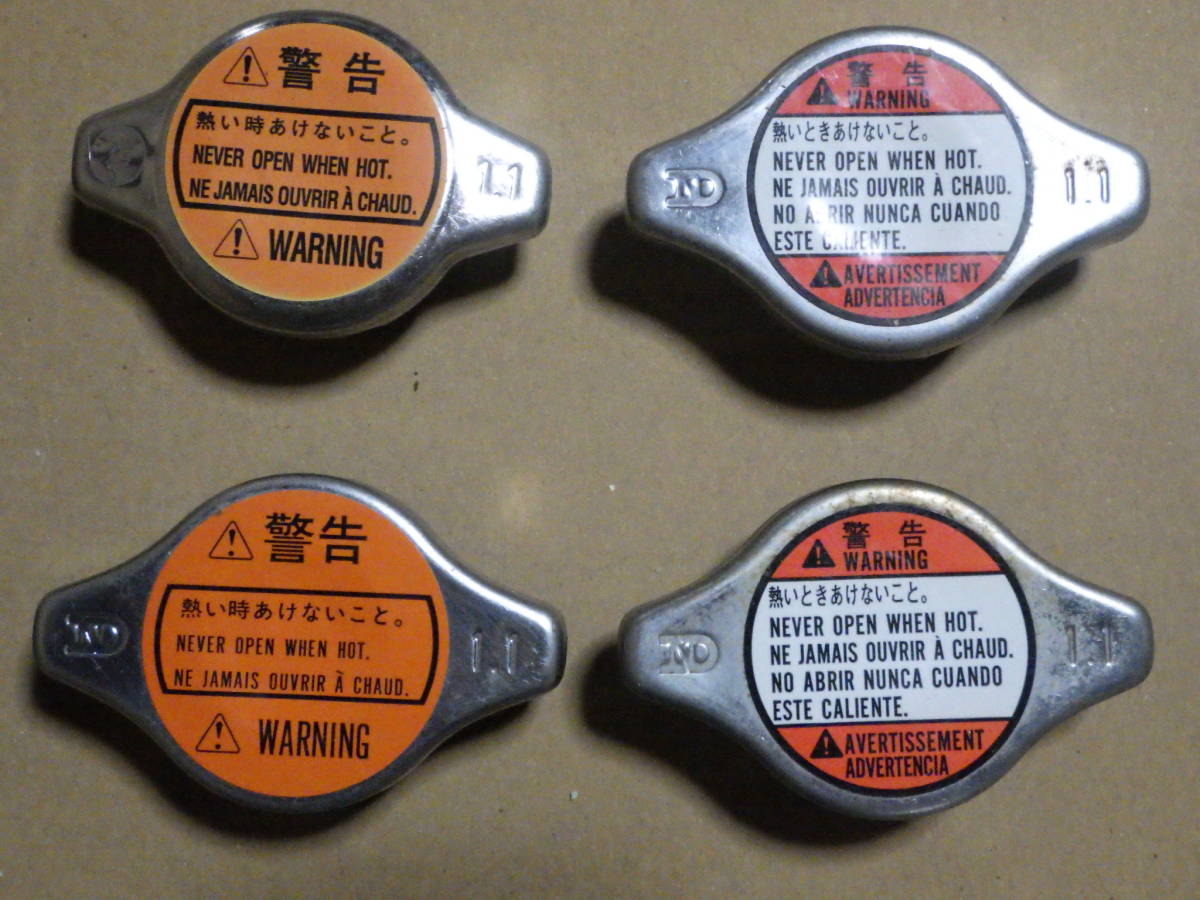 警告
熱い時あけないこと。
NEVER OPEN WHEN HOT.
NE JAMAIS OUVRIR À CHAUD.
WARNING
1.1
ND
警告
WARNING
熱いときあけないこと。
NEVER OPEN WHEN HOT.
NE JAMAIS OUVRIR À CHAUD.
NO ABRIR NUNCA CUANDO
ESTE CALIENTE.
AVERTISSEMENT
ADVERTENCIA
1.1
ND
警告
熱い時あけないこと。
NEVER OPEN WHEN HOT.
NE JAMAIS OUVRIR À CHAUD.
WARNING
1.1
ND
警告
WARNING
熱いときあけないこと。
NEVER OPEN WHEN HOT.
NE JAMAIS OUVRIR À CHAUD.
NO ABRIR NUNCA CUANDO
ESTE CALIENTE.
AVERTISSEMENT
ADVERTENCIA
1.1